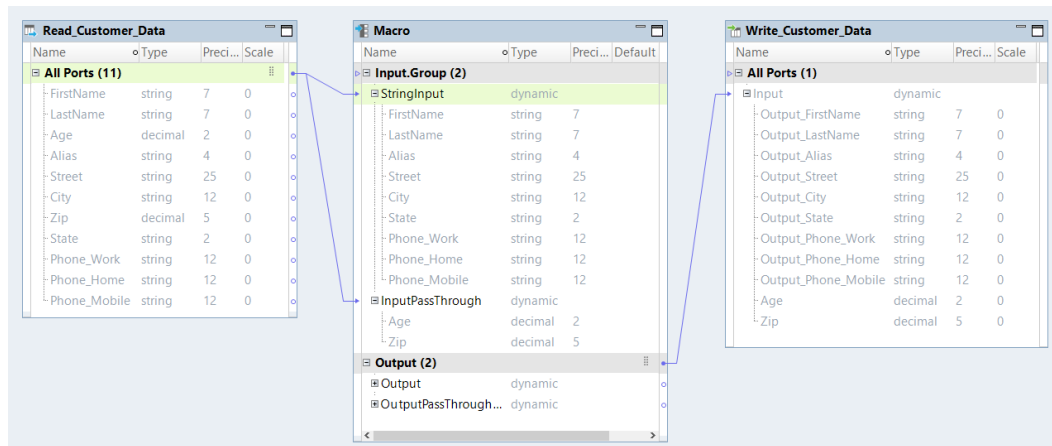 Read_Customer_Data
Name Type Preci... Scale
All Ports (11)
FirstName string 7 0
LastName string 7 0
Age decimal 2 0
Alias string 4 0
Street string 25 0
City string 12 0
Zip decimal 5 0
State string 2 0
Phone_Work string 12 0
Phone_Home string 12 0
Phone_Mobile string 12 0
Macro
Name Type Preci... Default
Input.Group (2)
StringInput dynamic
FirstName string 7
LastName string 7
Alias string 4
Street string 25
City string 12
State string 2
Phone_Work string 12
Phone_Home string 12
Phone_Mobile string 12
InputPassThrough dynamic
Age decimal 2
Zip decimal 5
Output (2)
Output dynamic
OutputPassThrough... dynamic
Write_Customer_Data
Name Type Preci... Scale
All Ports (1)
Input dynamic
Output_FirstName string 7 0
Output_LastName string 7 0
Output_Alias string 4 0
Output_Street string 25 0
Output_City string 12 0
Output_State string 2 0
Output_Phone_Work string 12 0
Output_Phone_Home string 12 0
Output_Phone_Mobile string 12 0
Age decimal 2 0
Zip decimal 5 0